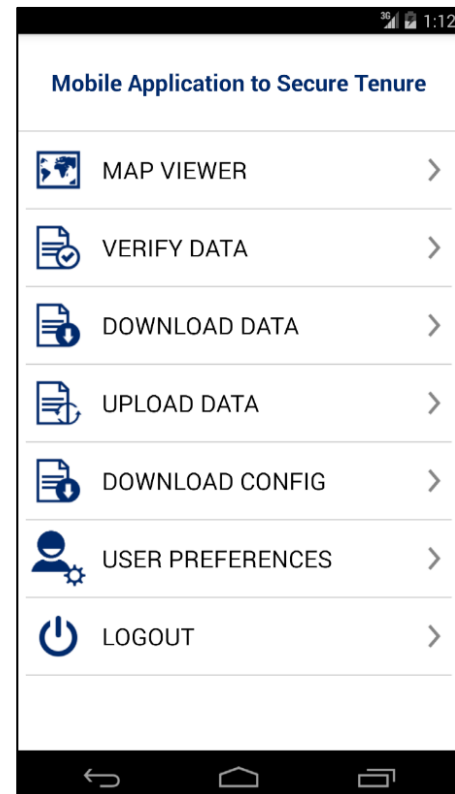 3G 1:12
Mobile Application to Secure Tenure
MAP VIEWER
VERIFY DATA
DOWNLOAD DATA
UPLOAD DATA
DOWNLOAD CONFIG
USER PREFERENCES
LOGOUT